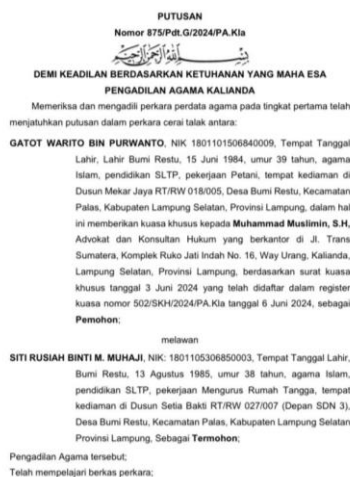 PUTUSAN
Nomor 875/Pdt.G/2024/PA.Kla
بِسْمِ اللَّهِ الرَّحْمَنِ الرَّحِيمِ
DEMI KEADILAN BERDASARKAN KETUHANAN YANG MAHA ESA
PENGADILAN AGAMA KALIANDA
Memeriksa dan mengadili perkara perdata agama pada tingkat pertama telah
menjatuhkan putusan dalam perkara cerai talak antara:
GATOT WARITO BIN PURWANTO, NIK 1801101506840009, Tempat Tanggal
Lahir, Lahir Bumi Restu, 15 Juni 1984, umur 39 tahun, agama
Islam, pendidikan SLTP, pekerjaan Petani, tempat kediaman di
Dusun Mekar Jaya RT/RW 018/005, Desa Bumi Restu, Kecamatan
Palas, Kabupaten Lampung Selatan, Provinsi Lampung, dalam hal
ini memberikan kuasa khusus kepada Muhammad Muslimin, S.H,
Advokat dan Konsultan Hukum yang berkantor di Jl. Trans
Sumatera, Komplek Ruko Jati Indah No. 16, Way Urang, Kalianda,
Lampung Selatan, Provinsi Lampung, berdasarkan surat kuasa
khusus tanggal 3 Juni 2024 yang telah didaftar dalam register
kuasa nomor 502/SKH/2024/PA.Kla tanggal 6 Juni 2024, sebagai
Pemohon;
melawan
SITI RUSIAH BINTI M. MUHAJI, NIK: 1801105306850003, Tempat Tanggal Lahir,
Bumi Restu, 13 Agustus 1985, umur 38 tahun, agama Islam,
pendidikan SLTP, pekerjaan Mengurus Rumah Tangga, tempat
kediaman di Dusun Setia Bakti RT/RW 027/007 (Depan SDN 3),
Desa Bumi Restu, Kecamatan Palas, Kabupaten Lampung Selatan
Provinsi Lampung, Sebagai Termohon;
Pengadilan Agama tersebut;
Telah mempelajari berkas perkara;